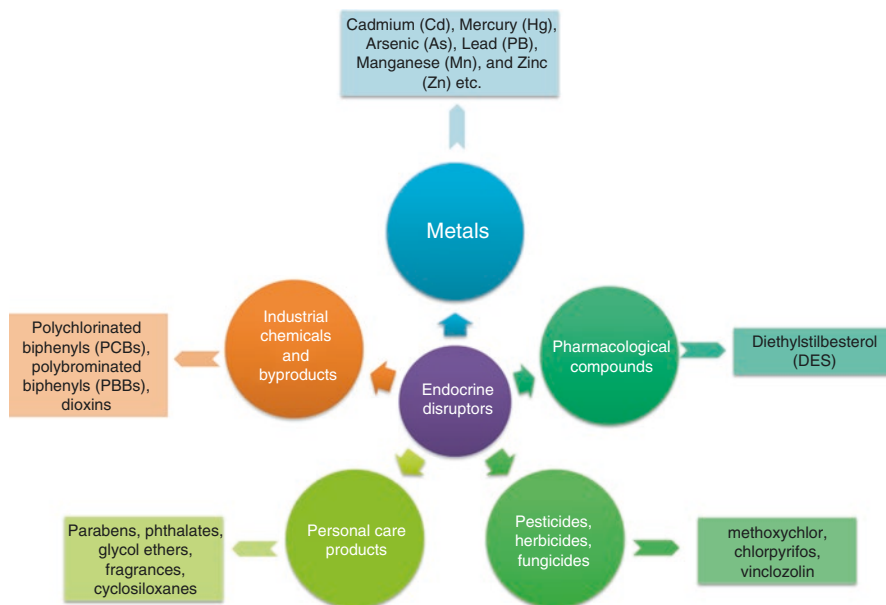 Cadmium (Cd), Mercury (Hg),
Arsenic (As), Lead (PB),
Manganese (Mn), and Zinc
(Zn) etc.
Metals
Industrial
chemicals
and
byproducts
Polychlorinated
biphenyls (PCBs),
polybrominated
biphenyls (PBBs),
dioxins
Pharmacological
compounds
Diethylstilbesterol
(DES)
Endocrine
disruptors
Personal care
products
Parabens, phthalates,
glycol ethers,
fragrances,
cyclosiloxanes
Pesticides,
herbicides,
fungicides
methoxychlor,
chlorpyrifos,
vinclozolin